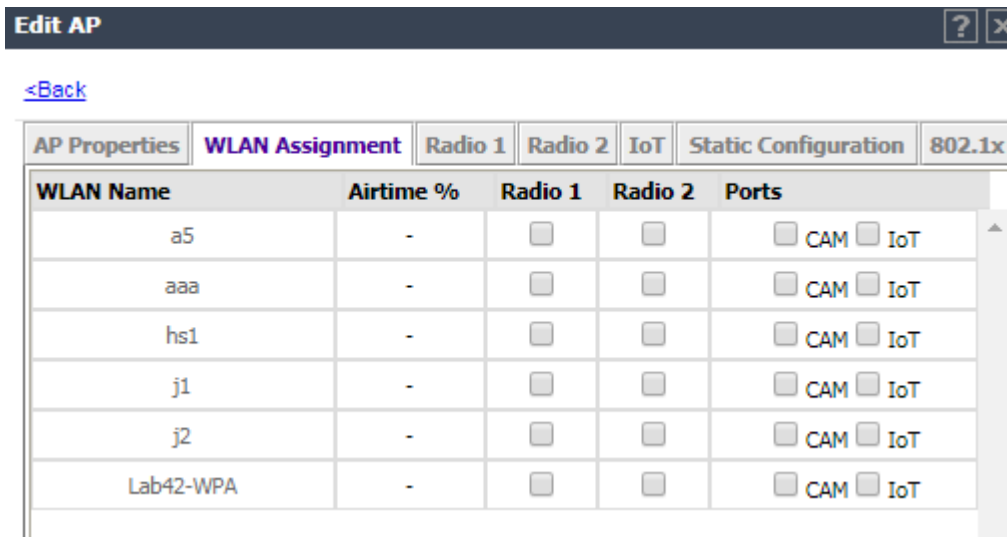 Edit AP ? X
<Back
AP Properties WLAN Assignment Radio 1 Radio 2 IoT Static Configuration 802.1x
WLAN Name Airtime % Radio 1 Radio 2 Ports
a5 - CAM IoT
aaa - CAM IoT
hs1 - CAM IoT
j1 - CAM IoT
j2 - CAM IoT
Lab42-WPA - CAM IoT